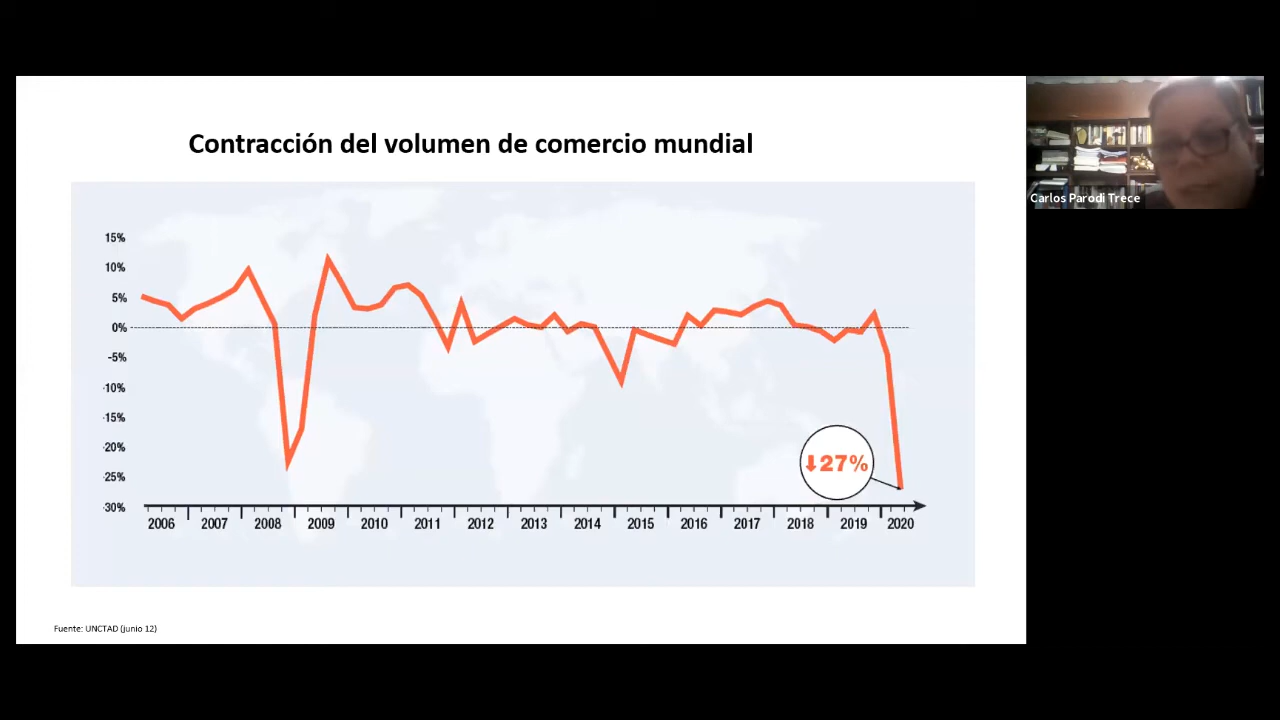 Contracción del volumen de comercio mundial
Carlos Parodi Trece
15%
10%
5%
0%
-5%
-10%
-15%
-20%
-25%
-30%
⬇27%
2006 2007 2008 2009 2010 2011 2012 2013 2014 2015 2016 2017 2018 2019 2020
Fuente: UNCTAD (junio 12)